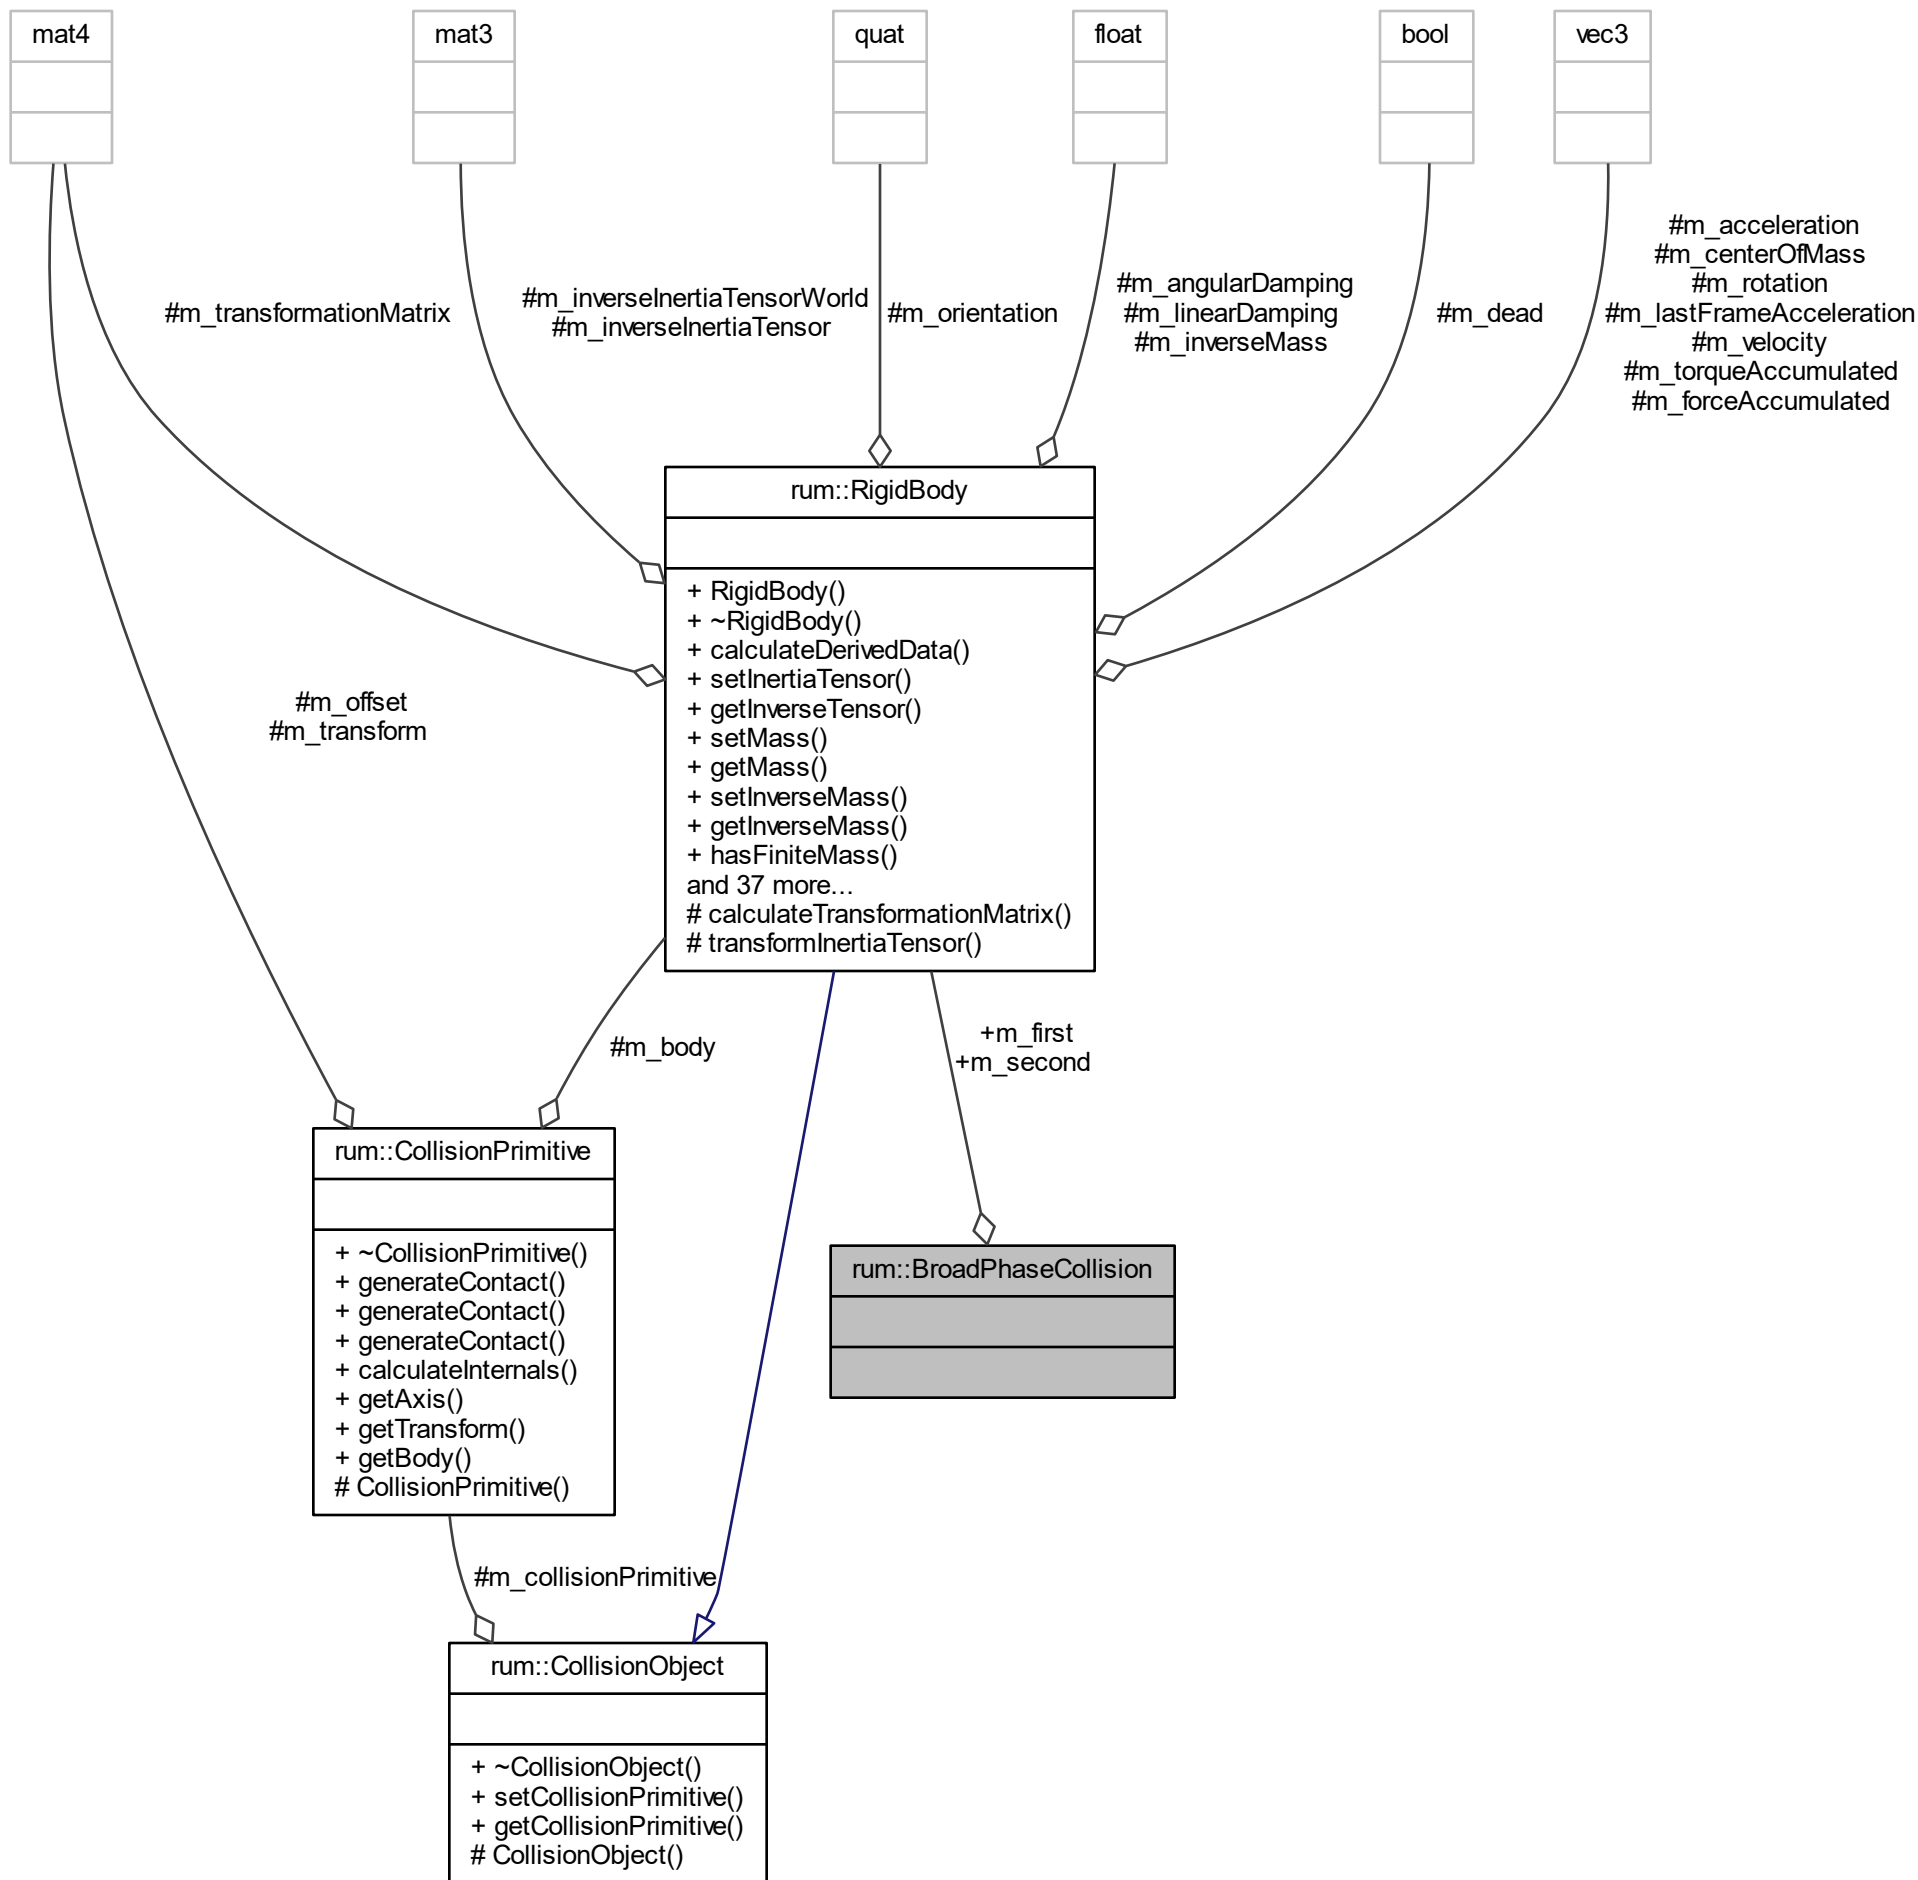 mat4
mat3
quat
float
bool
vec3
#m_transformationMatrix
#m_inverseInertiaTensorWorld
#m_inverseInertiaTensor
#m_orientation
#m_angularDamping
#m_linearDamping
#m_inverseMass
#m_dead
#m_acceleration
#m_centerOfMass
#m_rotation
#m_lastFrameAcceleration
#m_velocity
#m_torqueAccumulated
#m_forceAccumulated
rum::RigidBody
+ RigidBody()
+ ~RigidBody()
+ calculateDerivedData()
+ setInertiaTensor()
+ getInverseTensor()
+ setMass()
+ getMass()
+ setInverseMass()
+ getInverseMass()
+ hasFiniteMass()
and 37 more...
# calculateTransformationMatrix()
# transformInertiaTensor()
#m_offset
#m_transform
#m_body
+m_first
+m_second
rum::CollisionPrimitive
+ ~CollisionPrimitive()
+ generateContact()
+ generateContact()
+ generateContact()
+ calculateInternals()
+ getAxis()
+ getTransform()
+ getBody()
# CollisionPrimitive()
rum::BroadPhaseCollision
#m_collisionPrimitive
rum::CollisionObject
+ ~CollisionObject()
+ setCollisionPrimitive()
+ getCollisionPrimitive()
# CollisionObject()